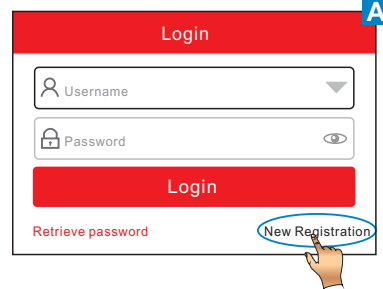 A
Login
Username
Password
Login
Retrieve password
New Registration